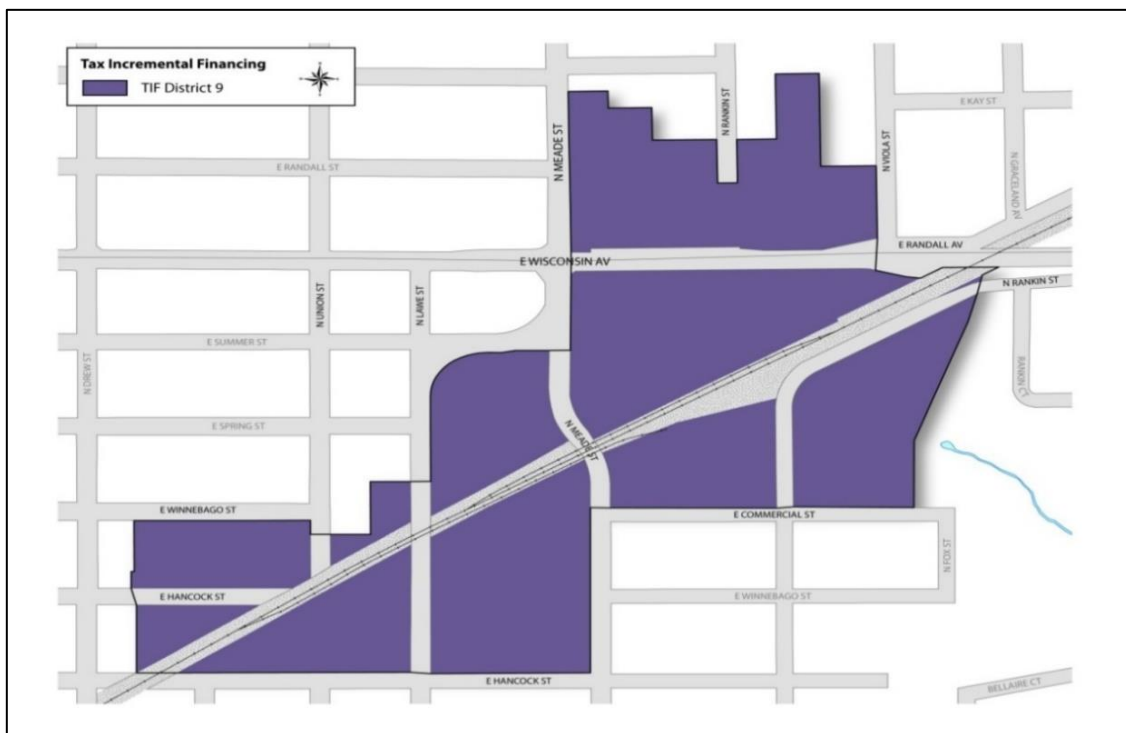 Tax Incremental Financing
TIF District 9
N MEADE ST
N RANKIN ST
N VIOLA ST
E KAY ST
N GRACELAND AV
E RANDALL ST
E RANDALL AV
E WISCONSIN AV
N RANKIN ST
N UNION ST
N LAWE ST
E SUMMER ST
N DREW ST
RANKIN CT
E SPRING ST
N MEADE ST
E WINNEBAGO ST
E COMMERCIAL ST
N FOX ST
E HANCOCK ST
E WINNEBAGO ST
E HANCOCK ST
BELLAIRE CT